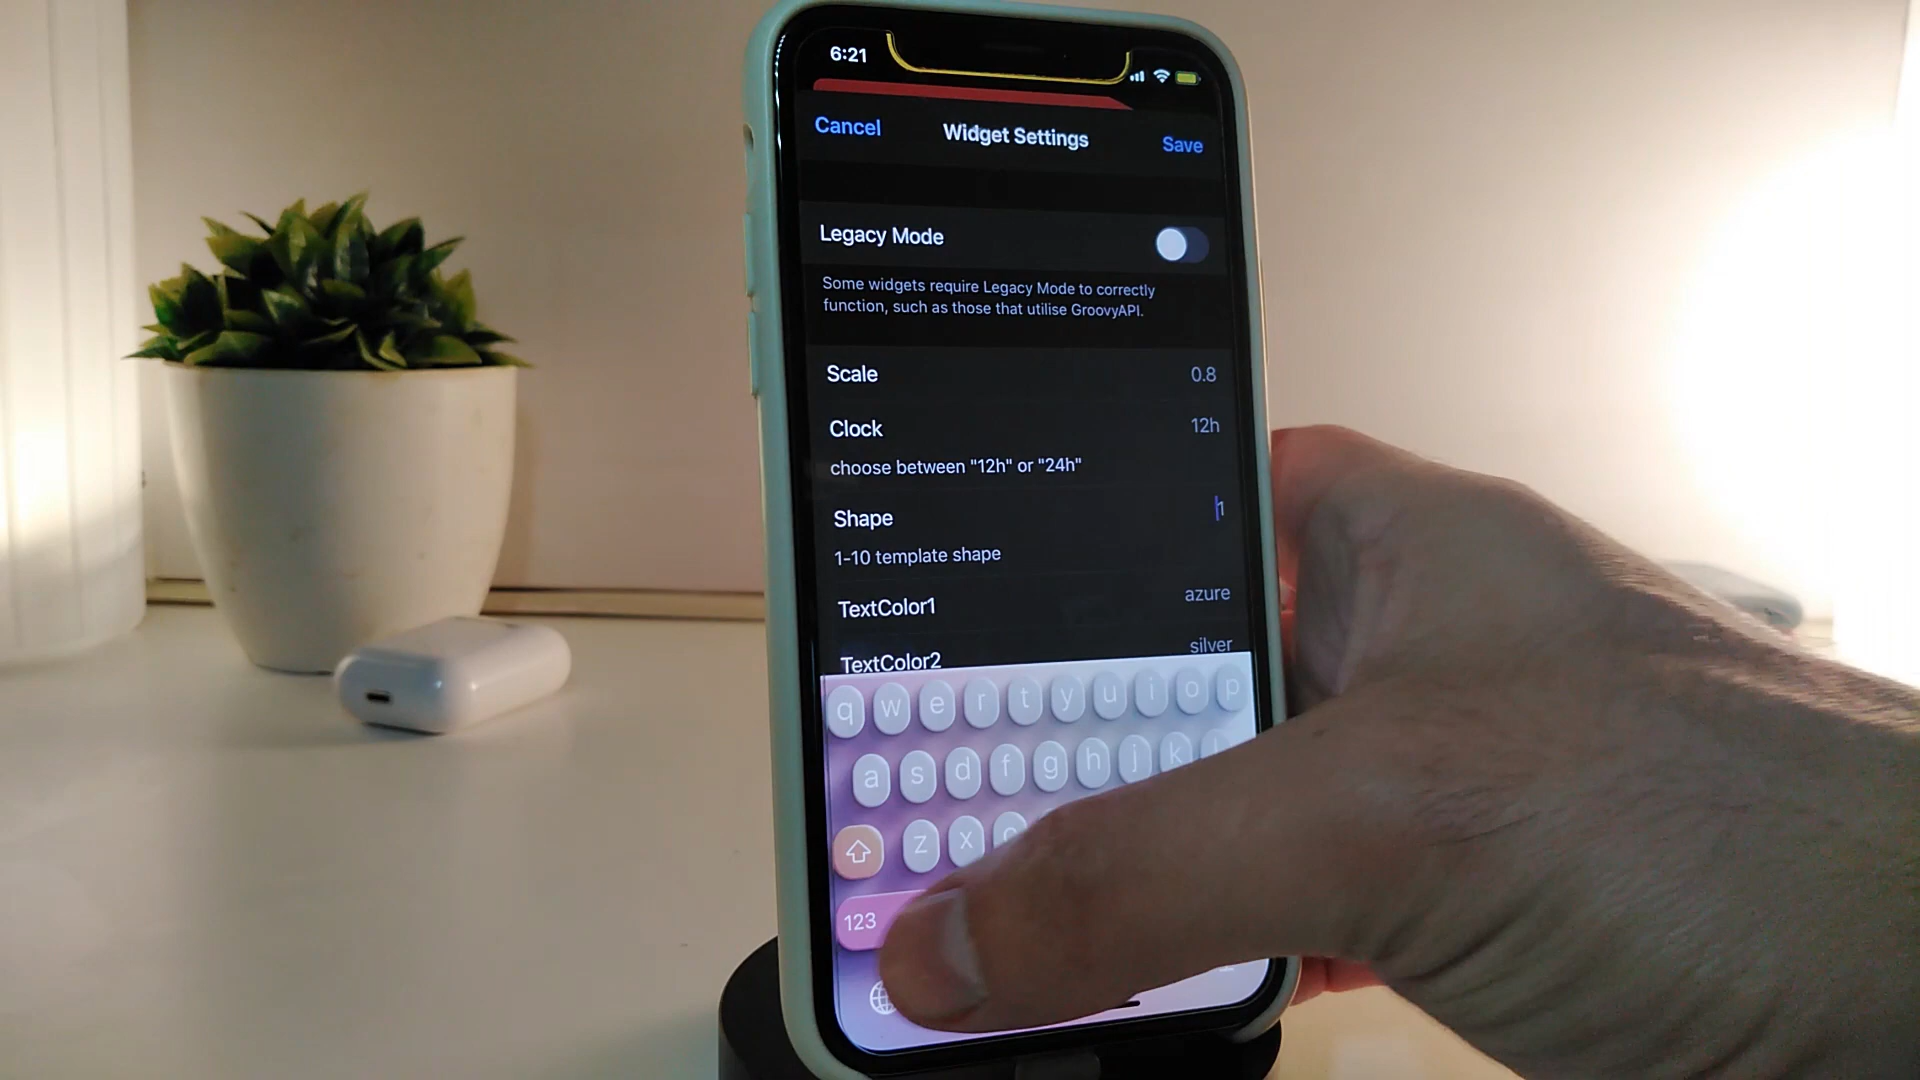 6:21
Cancel
Widget Settings
Save
Legacy Mode
Some widgets require Legacy Mode to correctly
function, such as those that utilise GroovyAPI.
Scale 0.8
Clock 12h
choose between "12h" or "24h"
Shape 1
1-10 template shape
TextColor1 azure
TextColor2 silver
q w e r t y u i o p
a s d f g h j k l
z x c
123